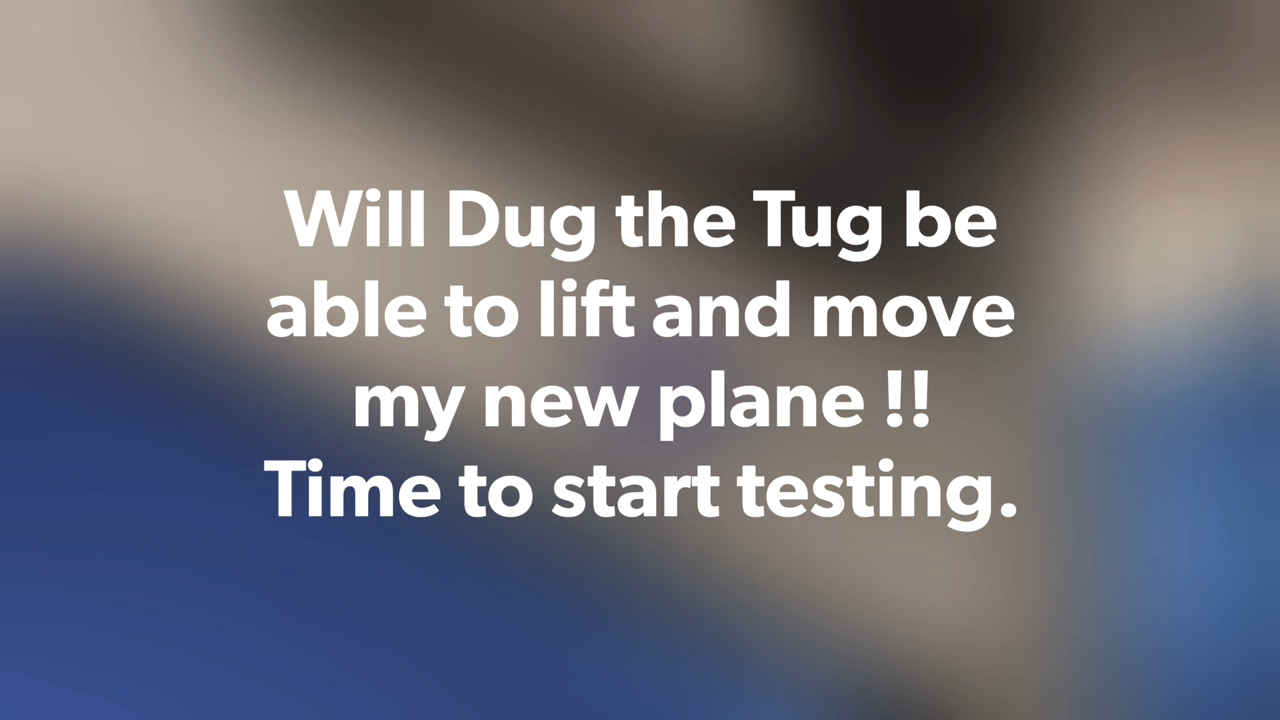 Will Dug the Tug be
able to lift and move
my new plane !!
Time to start testing.